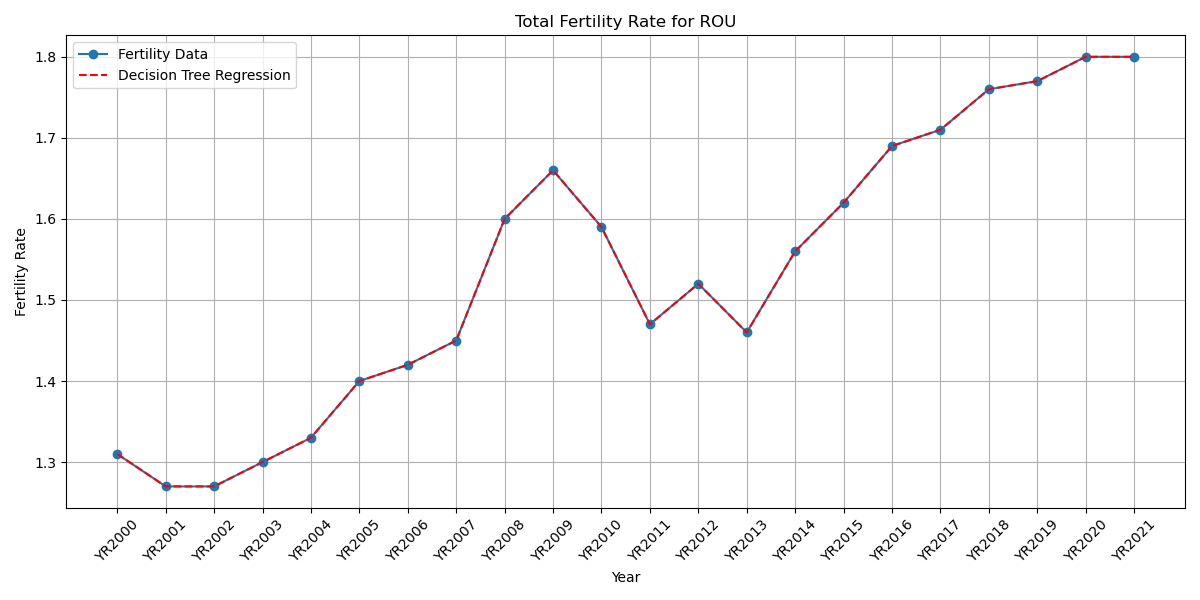 Total Fertility Rate for ROU
Fertility Data
Decision Tree Regression
Fertility Rate
1.8
1.7
1.6
1.5
1.4
1.3
YR2000 YR2001 YR2002 YR2003 YR2004 YR2005 YR2006 YR2007 YR2008 YR2009 YR2010 YR2011 YR2012 YR2013 YR2014 YR2015 YR2016 YR2017 YR2018 YR2019 YR2020 YR2021
Year